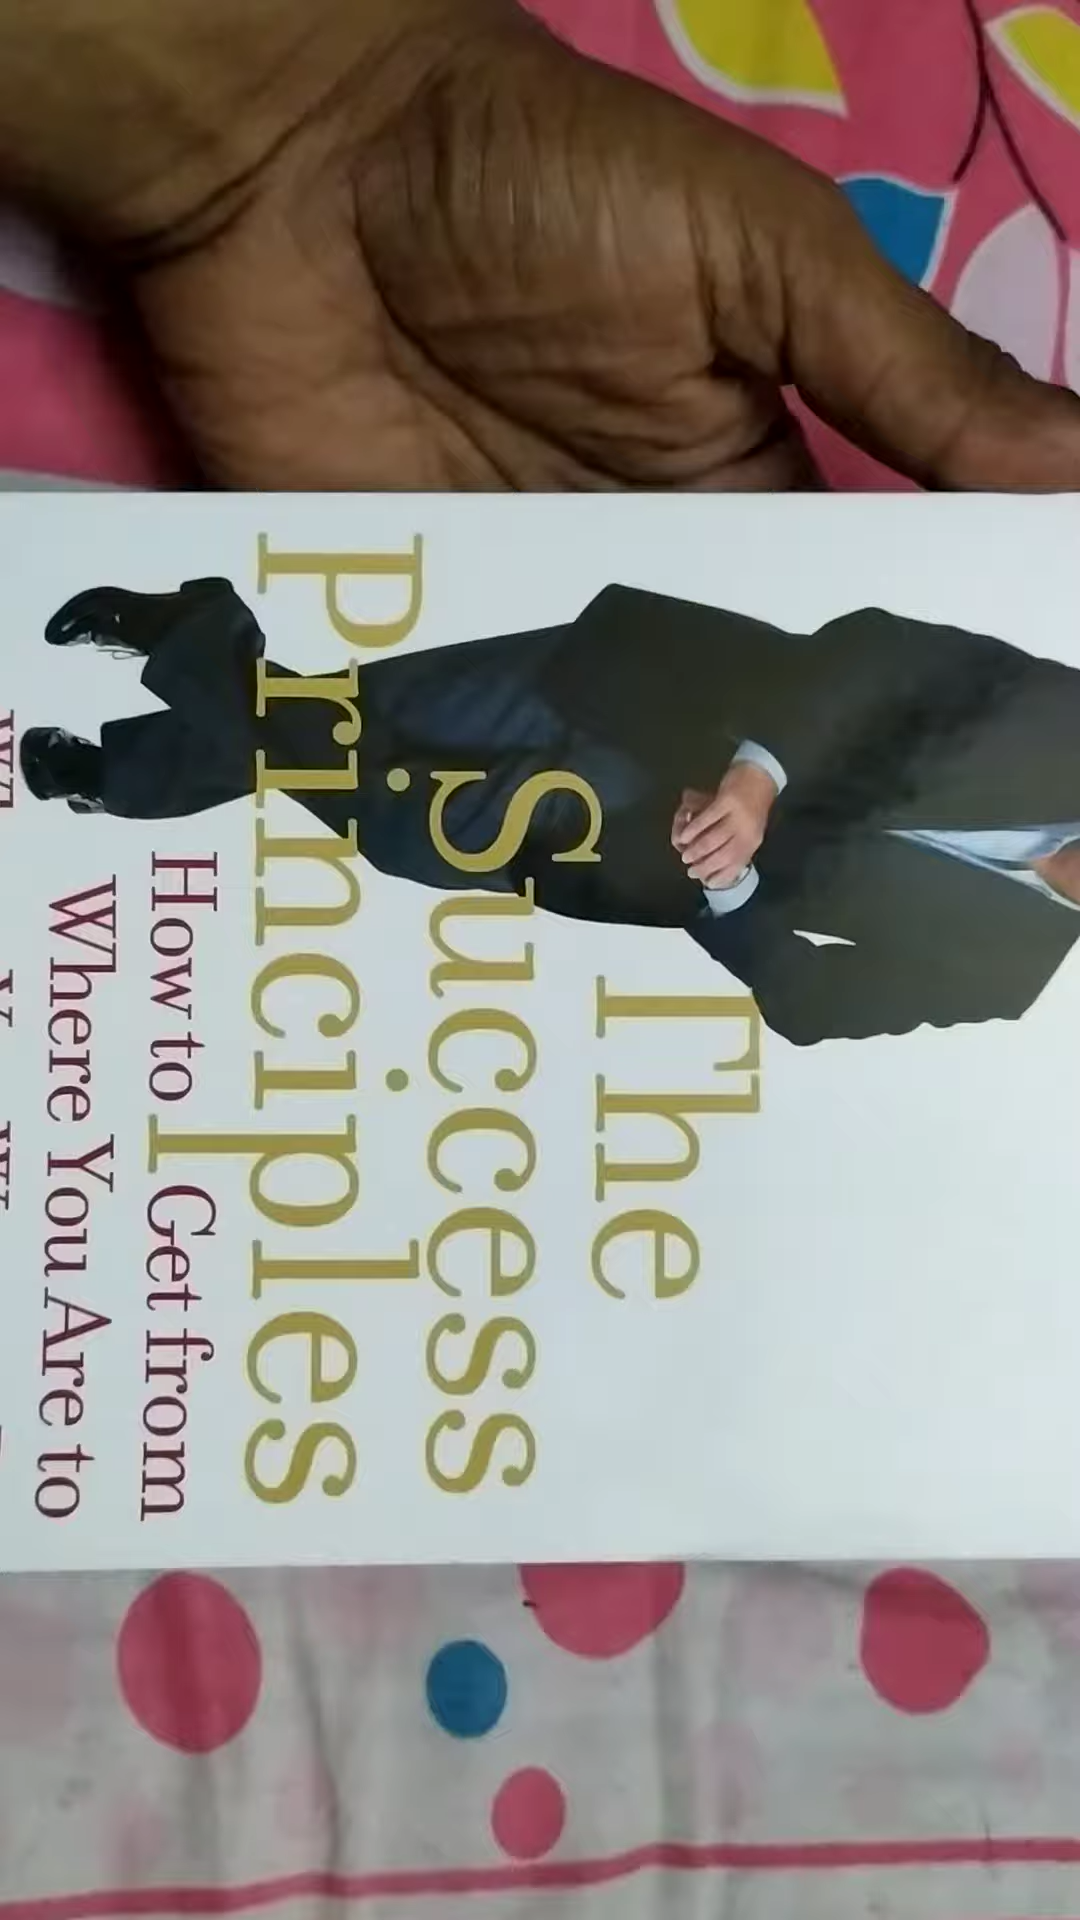 The
Success
Principles
How to Get from
Where You Are to